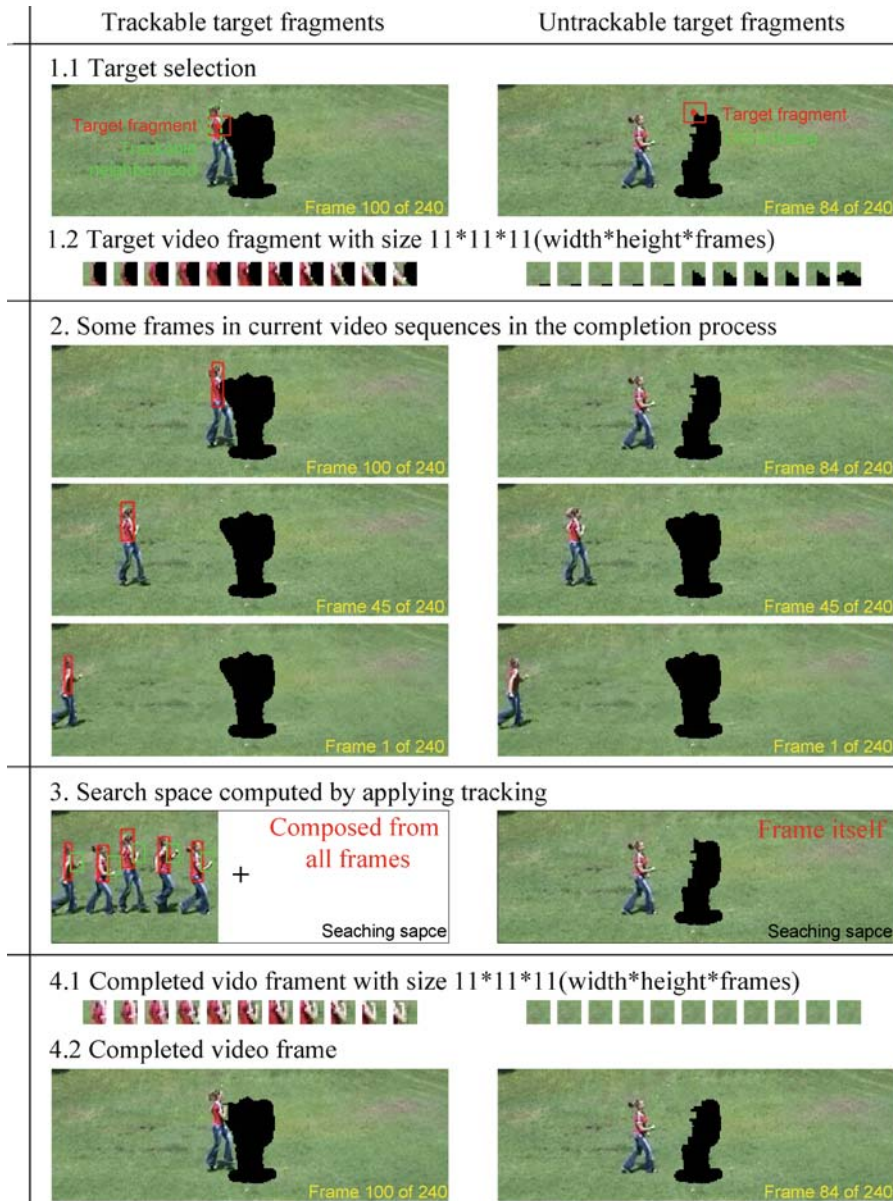 Trackable target fragments
Untrackable target fragments
1.1 Target selection
Target fragment
Trackable
neighborhood
Frame 100 of 240
Target fragment
Frame 84 of 240
1.2 Target video fragment with size 11*11*11(width*height*frames)
2. Some frames in current video sequences in the completion process
Frame 100 of 240
Frame 84 of 240
Frame 45 of 240
Frame 45 of 240
Frame 1 of 240
Frame 1 of 240
3. Search space computed by applying tracking
+
Composed from
all frames
Seaching sapce
Frame itself
Seaching sapce
4.1 Completed vido frament with size 11*11*11(width*height*frames)
4.2 Completed video frame
Frame 100 of 240
Frame 84 of 240